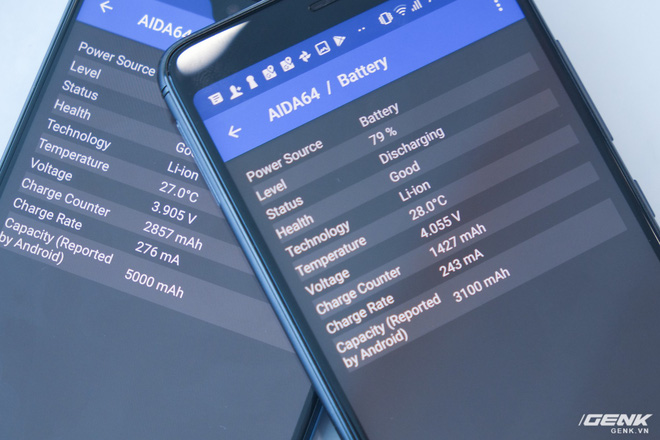 AIDA64
Power Source
Level
Status
Health Goo
Technology Li-ion
Temperature 27.0°C
Voltage 3.905 V
Charge Counter 2857 mAh
Charge Rate 276 mA
Capacity (Reported
by Android) 5000 mAh
AIDA64 / Battery
Power Source Battery
Level 79 %
Status Discharging
Health Good
Technology Li-ion
Temperature 28.0°C
Voltage 4.055 V
Charge Counter 1427 mAh
Charge Rate 243 mA
Capacity (Reported
by Android) 3100 mAh
GENK
GENK.VN